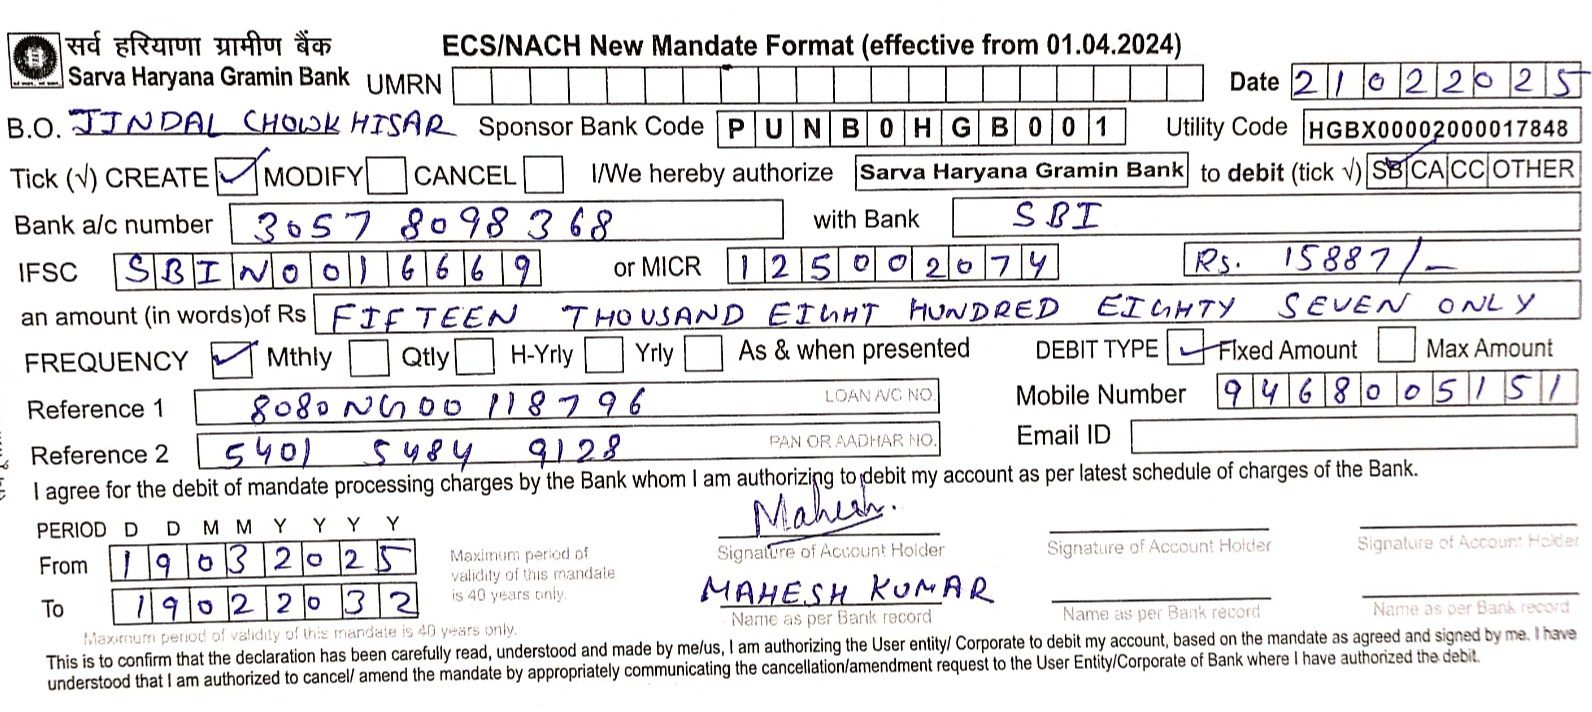 सर्व हरियाणा ग्रामीण बैंक
Sarva Haryana Gramin Bank
ECS/NACH New Mandate Format (effective from 01.04.2024)
UMRN Date 21022025
B.O. JINDAL CHOWK HISAR Sponsor Bank Code PUNB0HGB001 Utility Code HGBX00002000017848
Tick (√) CREATE ✓ MODIFY CANCEL I/We hereby authorize Sarva Haryana Gramin Bank to debit (tick √) SB ✓ CA CC OTHER
Bank a/c number 3057 8098 368 with Bank SBI
IFSC SBIN0016669 or MICR 125002074 Rs. 15887/-
an amount (in words)of Rs FIFTEEN THOUSAND EIGHT HUNDRED EIGHTY SEVEN ONLY
FREQUENCY ✓ Mthly Qtly H-Yrly Yrly As & when presented DEBIT TYPE ✓ FIxed Amount Max Amount
Reference 1 8080NG00118796 LOAN A/C NO. Mobile Number 9468005151
Reference 2 5401 5484 9128 PAN OR AADHAR NO. Email ID
I agree for the debit of mandate processing charges by the Bank whom I am authorizing to debit my account as per latest schedule of charges of the Bank.
PERIOD D D M M Y Y Y Y
From 19032025
To 19022032
Maximum period of
validity of this mandate
is 40 years only.
Maximum period of validity of this mandate is 40 years only.
Mahesh.
Signature of Account Holder Signature of Account Holder Signature of Account Holder
MAHESH KUMAR
Name as per Bank record Name as per Bank record Name as per Bank record
This is to confirm that the declaration has been carefully read, understood and made by me/us, I am authorizing the User entity/ Corporate to debit my account, based on the mandate as agreed and signed by me. I have
understood that I am authorized to cancel/ amend the mandate by appropriately communicating the cancellation/amendment request to the User Entity/Corporate of Bank where I have authorized the debit.